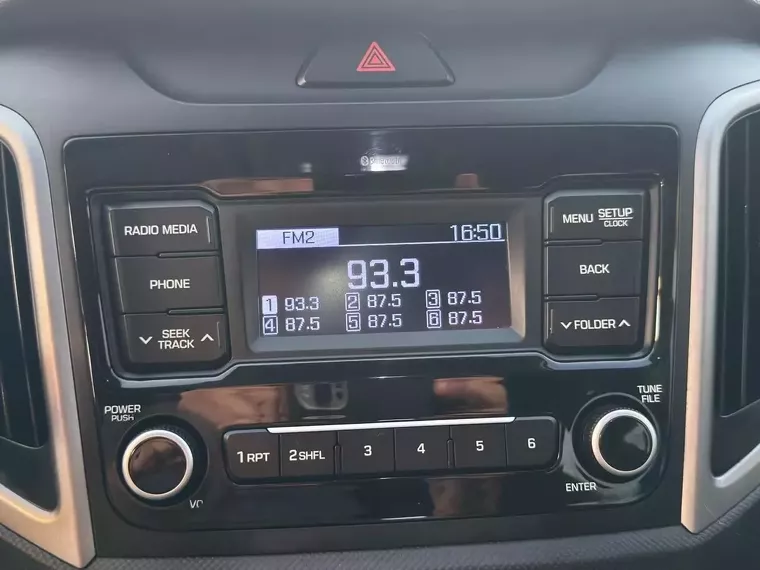 RADIO MEDIA
PHONE
SEEK
TRACK
FM2 16:50
93.3
1 93.3 2 87.5 3 87.5
4 87.5 5 87.5 6 87.5
MENU SETUP
CLOCK
BACK
FOLDER
POWER
PUSH
1 RPT 2 SHFL 3 4 5 6
TUNE
FILE
ENTER